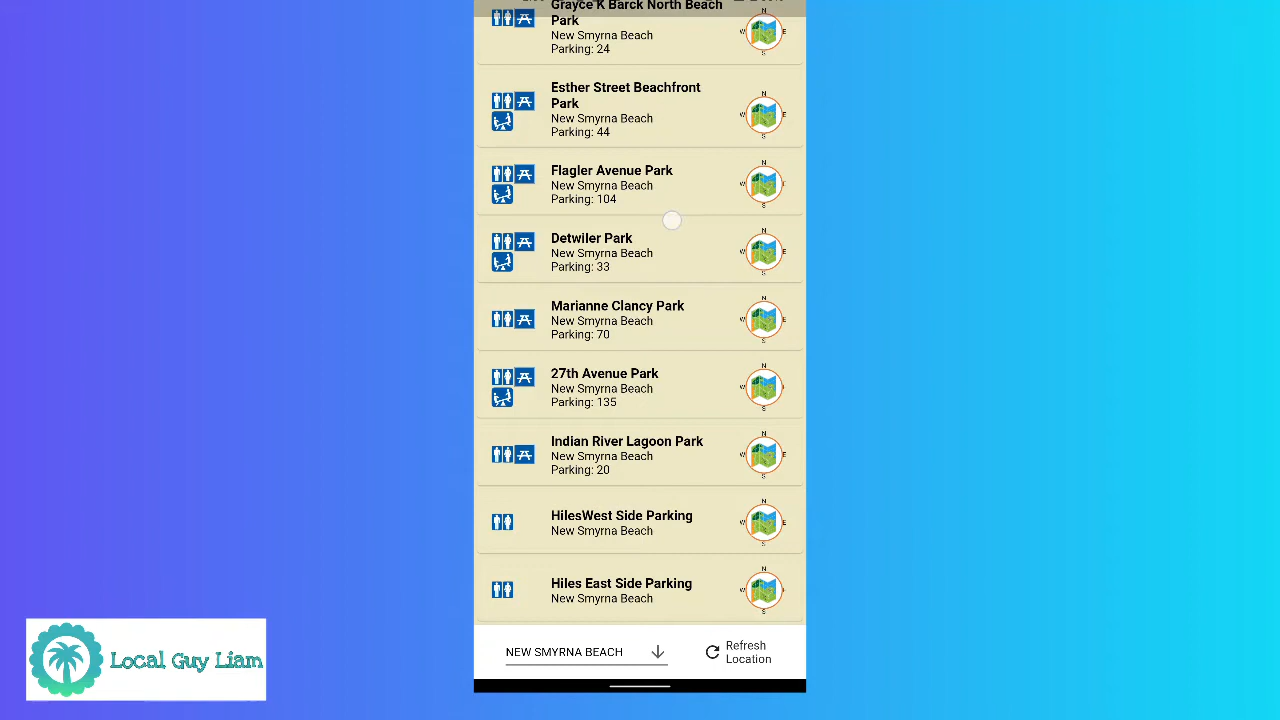 Grayce K Barck North Beach
Park
New Smyrna Beach
Parking: 24
N
W E
S
Esther Street Beachfront
Park
New Smyrna Beach
Parking: 44
N
W E
S
Flagler Avenue Park
New Smyrna Beach
Parking: 104
N
W E
S
Detwiler Park
New Smyrna Beach
Parking: 33
N
W E
S
Marianne Clancy Park
New Smyrna Beach
Parking: 70
N
W E
S
27th Avenue Park
New Smyrna Beach
Parking: 135
N
W
S
Indian River Lagoon Park
New Smyrna Beach
Parking: 20
N
W E
S
HilesWest Side Parking
New Smyrna Beach
N
W E
S
Hiles East Side Parking
New Smyrna Beach
N
W
S
NEW SMYRNA BEACH
Refresh
Location
Local Guy Liam